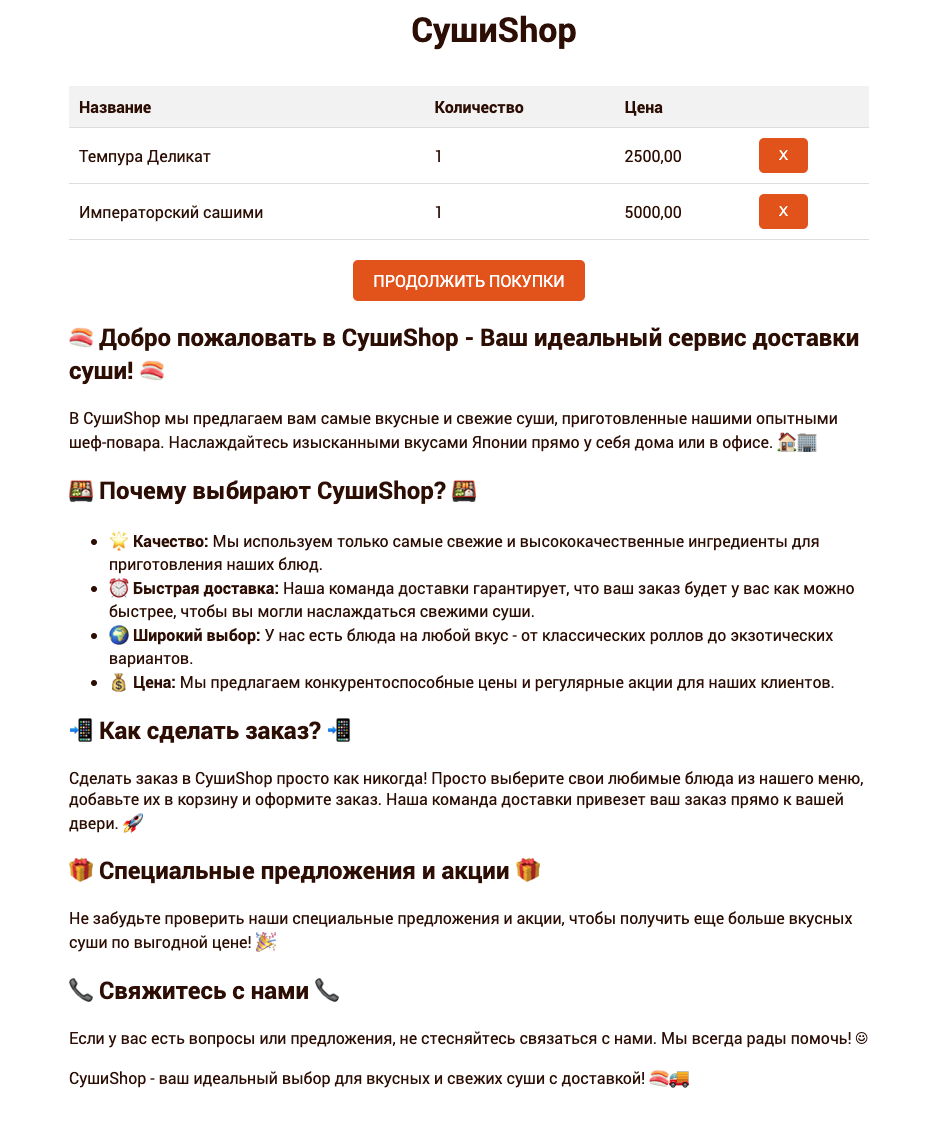 СушиShop
Название Количество Цена
Темпура Деликат 1 2500,00 X
Императорский сашими 1 5000,00 X
ПРОДОЛЖИТЬ ПОКУПКИ
🍣 Добро пожаловать в СушиShop - Ваш идеальный сервис доставки
суши! 🍣
В СушиShop мы предлагаем вам самые вкусные и свежие суши, приготовленные нашими опытными
шеф-повара. Наслаждайтесь изысканными вкусами Японии прямо у себя дома или в офисе. 🏠🏢
🍱 Почему выбирают СушиShop? 🍱
• 🌟 Качество: Мы используем только самые свежие и высококачественные ингредиенты для
приготовления наших блюд.
• ⏰ Быстрая доставка: Наша команда доставки гарантирует, что ваш заказ будет у вас как можно
быстрее, чтобы вы могли наслаждаться свежими суши.
• 🌍 Широкий выбор: У нас есть блюда на любой вкус - от классических роллов до экзотических
вариантов.
• 💰 Цена: Мы предлагаем конкурентоспособные цены и регулярные акции для наших клиентов.
📲 Как сделать заказ? 📲
Сделать заказ в СушиShop просто как никогда! Просто выберите свои любимые блюда из нашего меню,
добавьте их в корзину и оформите заказ. Наша команда доставки привезет ваш заказ прямо к вашей
двери. 🚀
🎁 Специальные предложения и акции 🎁
Не забудьте проверить наши специальные предложения и акции, чтобы получить еще больше вкусных
суши по выгодной цене! 🎉
📞 Свяжитесь с нами 📞
Если у вас есть вопросы или предложения, не стесняйтесь связаться с нами. Мы всегда рады помочь! ☺
СушиShop - ваш идеальный выбор для вкусных и свежих суши с доставкой! 🍣🚚